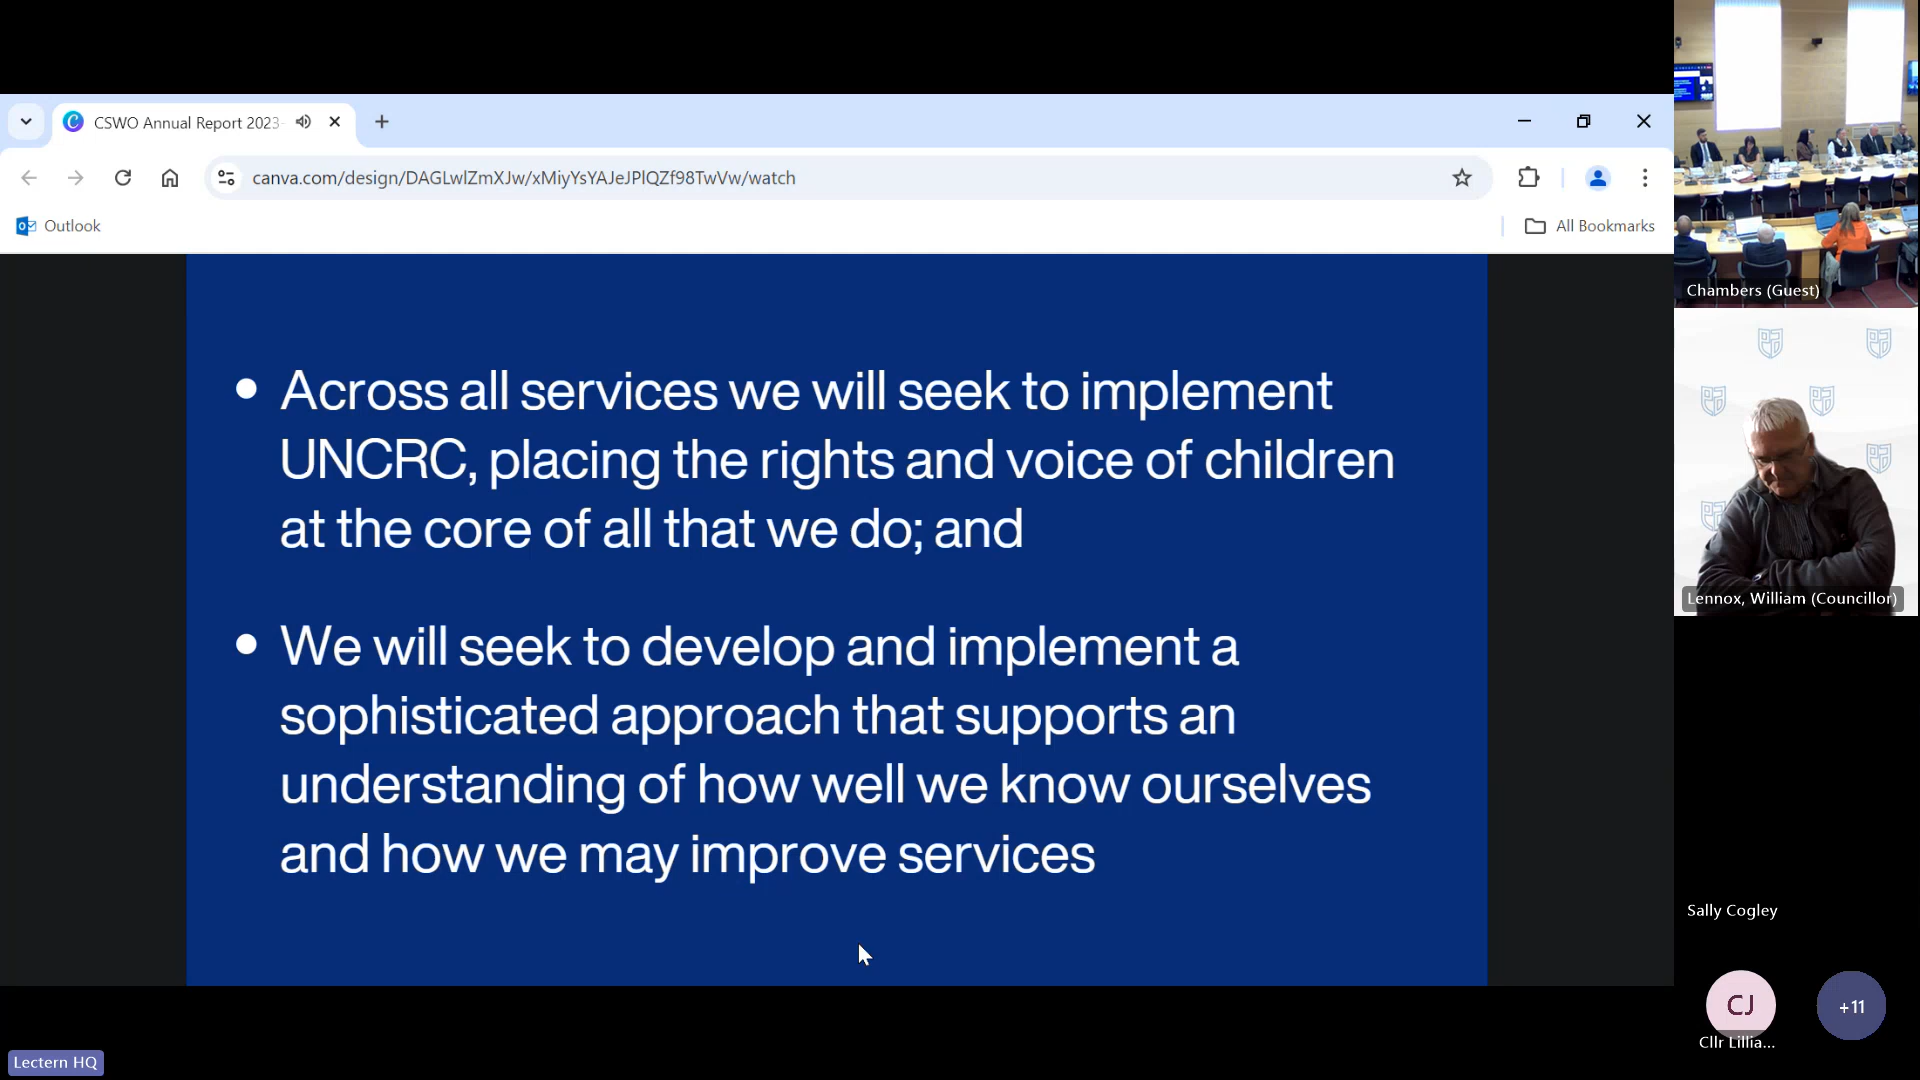 CSWO Annual Report 2023-
canva.com/design/DAGLwlZmXJw/xMiyYsYAJeJPlQZf98TwVw/watch
Outlook
All Bookmarks
• Across all services we will seek to implement
UNCRC, placing the rights and voice of children
at the core of all that we do; and
• We will seek to develop and implement a
sophisticated approach that supports an
understanding of how well we know ourselves
and how we may improve services
Chambers (Guest)
Lennox, William (Councillor)
Sally Cogley
CJ
+11
Cllr Lillia...
Lectern HQ